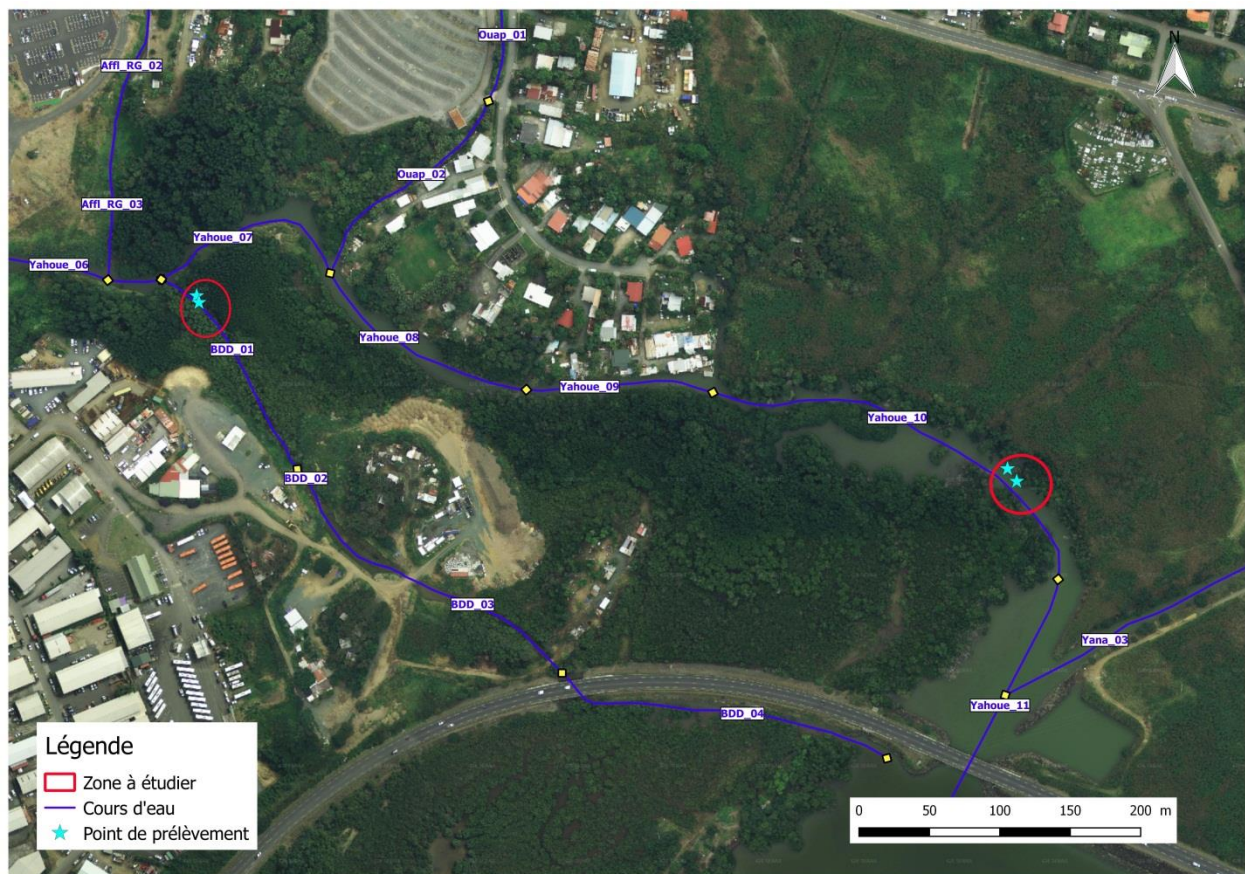 Ouap_01
N
Affl_RG_02
Ouap_02
Affl_RG_03
Yahoue_07
Yahoue_06
Yahoue_08
BDD_01
Yahoue_09
Yahoue_10
BDD_02
BDD_03
Yana_03
Yahoue_11
BDD_04
Légende
Zone à étudier
Cours d'eau
Point de prélèvement
0 50 100 150 200 m